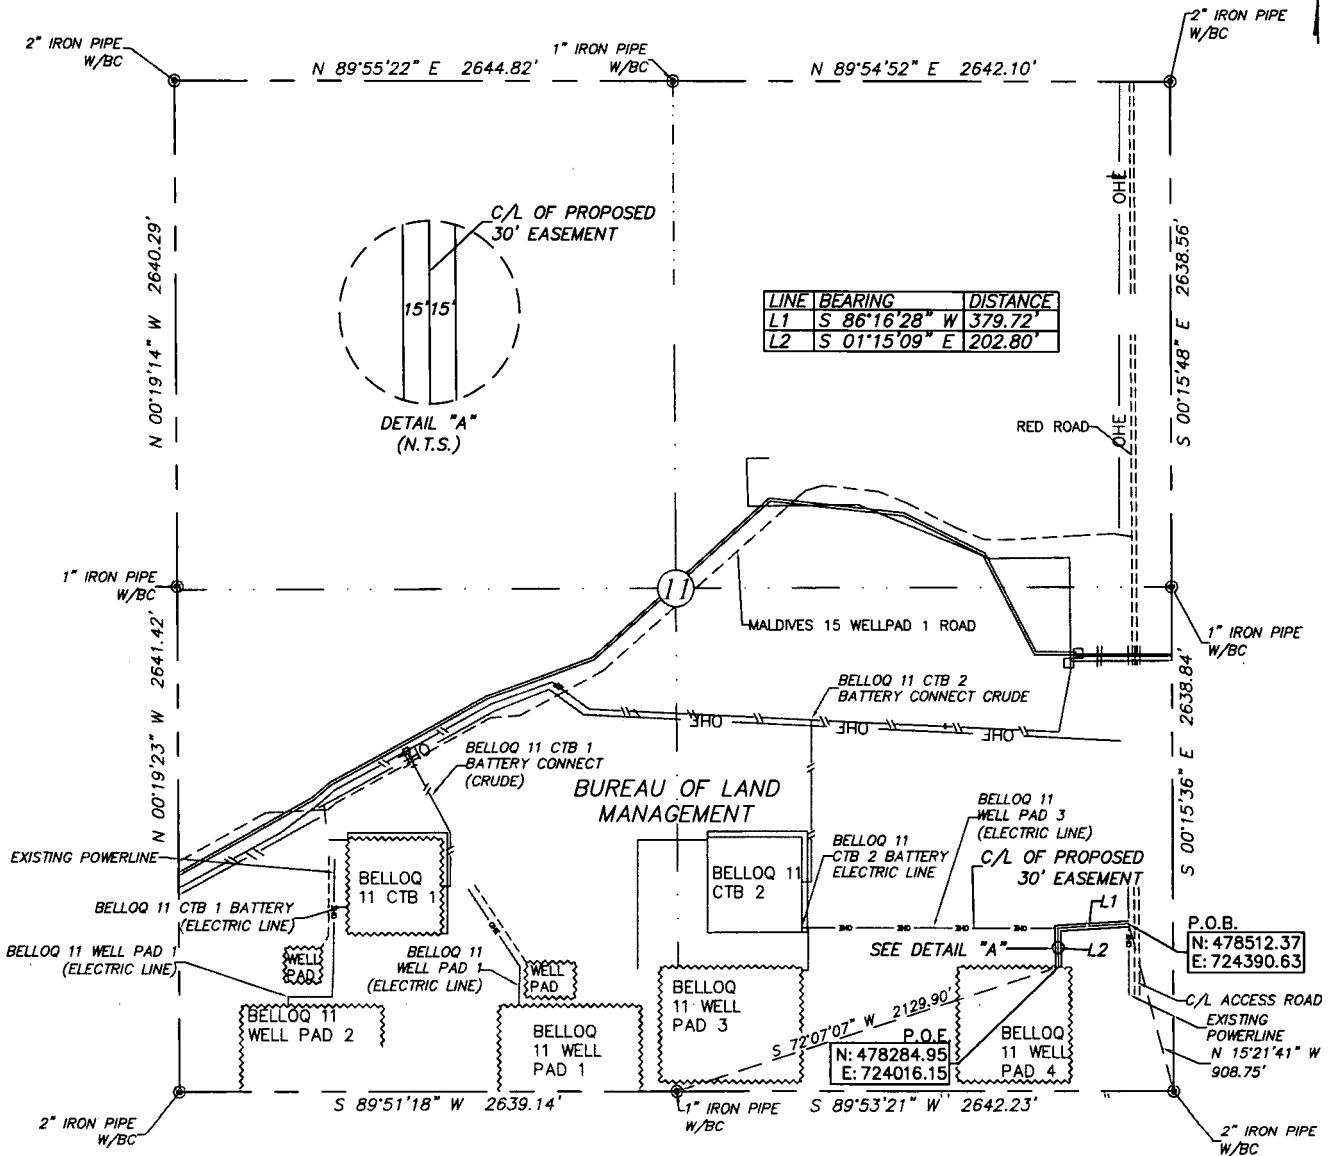 2" IRON PIPE
W/BC
N 89°55'22" E 2644.82'
1" IRON PIPE
W/BC
N 89°54'52" E 2642.10'
2" IRON PIPE
W/BC
OHE
C/L OF PROPOSED
30' EASEMENT
15' 15'
DETAIL "A"
(N.T.S.)
N 00°19'14" W 2640.29'
S 00°15'48" E 2638.56'
LINE BEARING DISTANCE
L1 S 86°16'28" W 379.72'
L2 S 01°15'09" E 202.80'
OHE
RED ROAD
1" IRON PIPE
W/BC
11
MALDIVES 15 WELLPAD 1 ROAD
1" IRON PIPE
W/BC
N 00°19'23" W 2641.42'
S 00°15'36" E 2638.84'
BELLOQ 11 CTB 2
BATTERY CONNECT CRUDE
OHE
OHE
OHE
OHE
BELLOQ 11 CTB 1
BATTERY CONNECT
(CRUDE)
BUREAU OF LAND
MANAGEMENT
BELLOQ 11
WELL PAD 3
(ELECTRIC LINE)
BELLOQ 11
CTB 2 BATTERY
ELECTRIC LINE
C/L OF PROPOSED
30' EASEMENT
EXISTING POWERLINE
BELLOQ
11 CTB 1
BELLOQ 11
CTB 2
BELLOQ 11 CTB 1 BATTERY
(ELECTRIC LINE)
L1
P.O.B.
N: 478512.37
E: 724390.63
BELLOQ 11 WELL PAD 1
(ELECTRIC LINE)
WELL
PAD
BELLOQ 11
WELL PAD 1
(ELECTRIC LINE)
WELL
PAD
SEE DETAIL "A"
L2
OHE
OHE
OHE
OHE
OHE
OHE
OHE
BELLOQ
11 WELL
PAD 3
S 72°07'07" W 2129.90'
C/L ACCESS ROAD
EXISTING
POWERLINE
N 15°21'41" W
908.75'
BELLOQ 11
WELL PAD 2
BELLOQ
11 WELL
PAD 1
P.O.E.
N: 478284.95
E: 724016.15
BELLOQ
11 WELL
PAD 4
S 89°51'18" W 2639.14'
S 89°53'21" W 2642.23'
2" IRON PIPE
W/BC
1" IRON PIPE
W/BC
2" IRON PIPE
W/BC